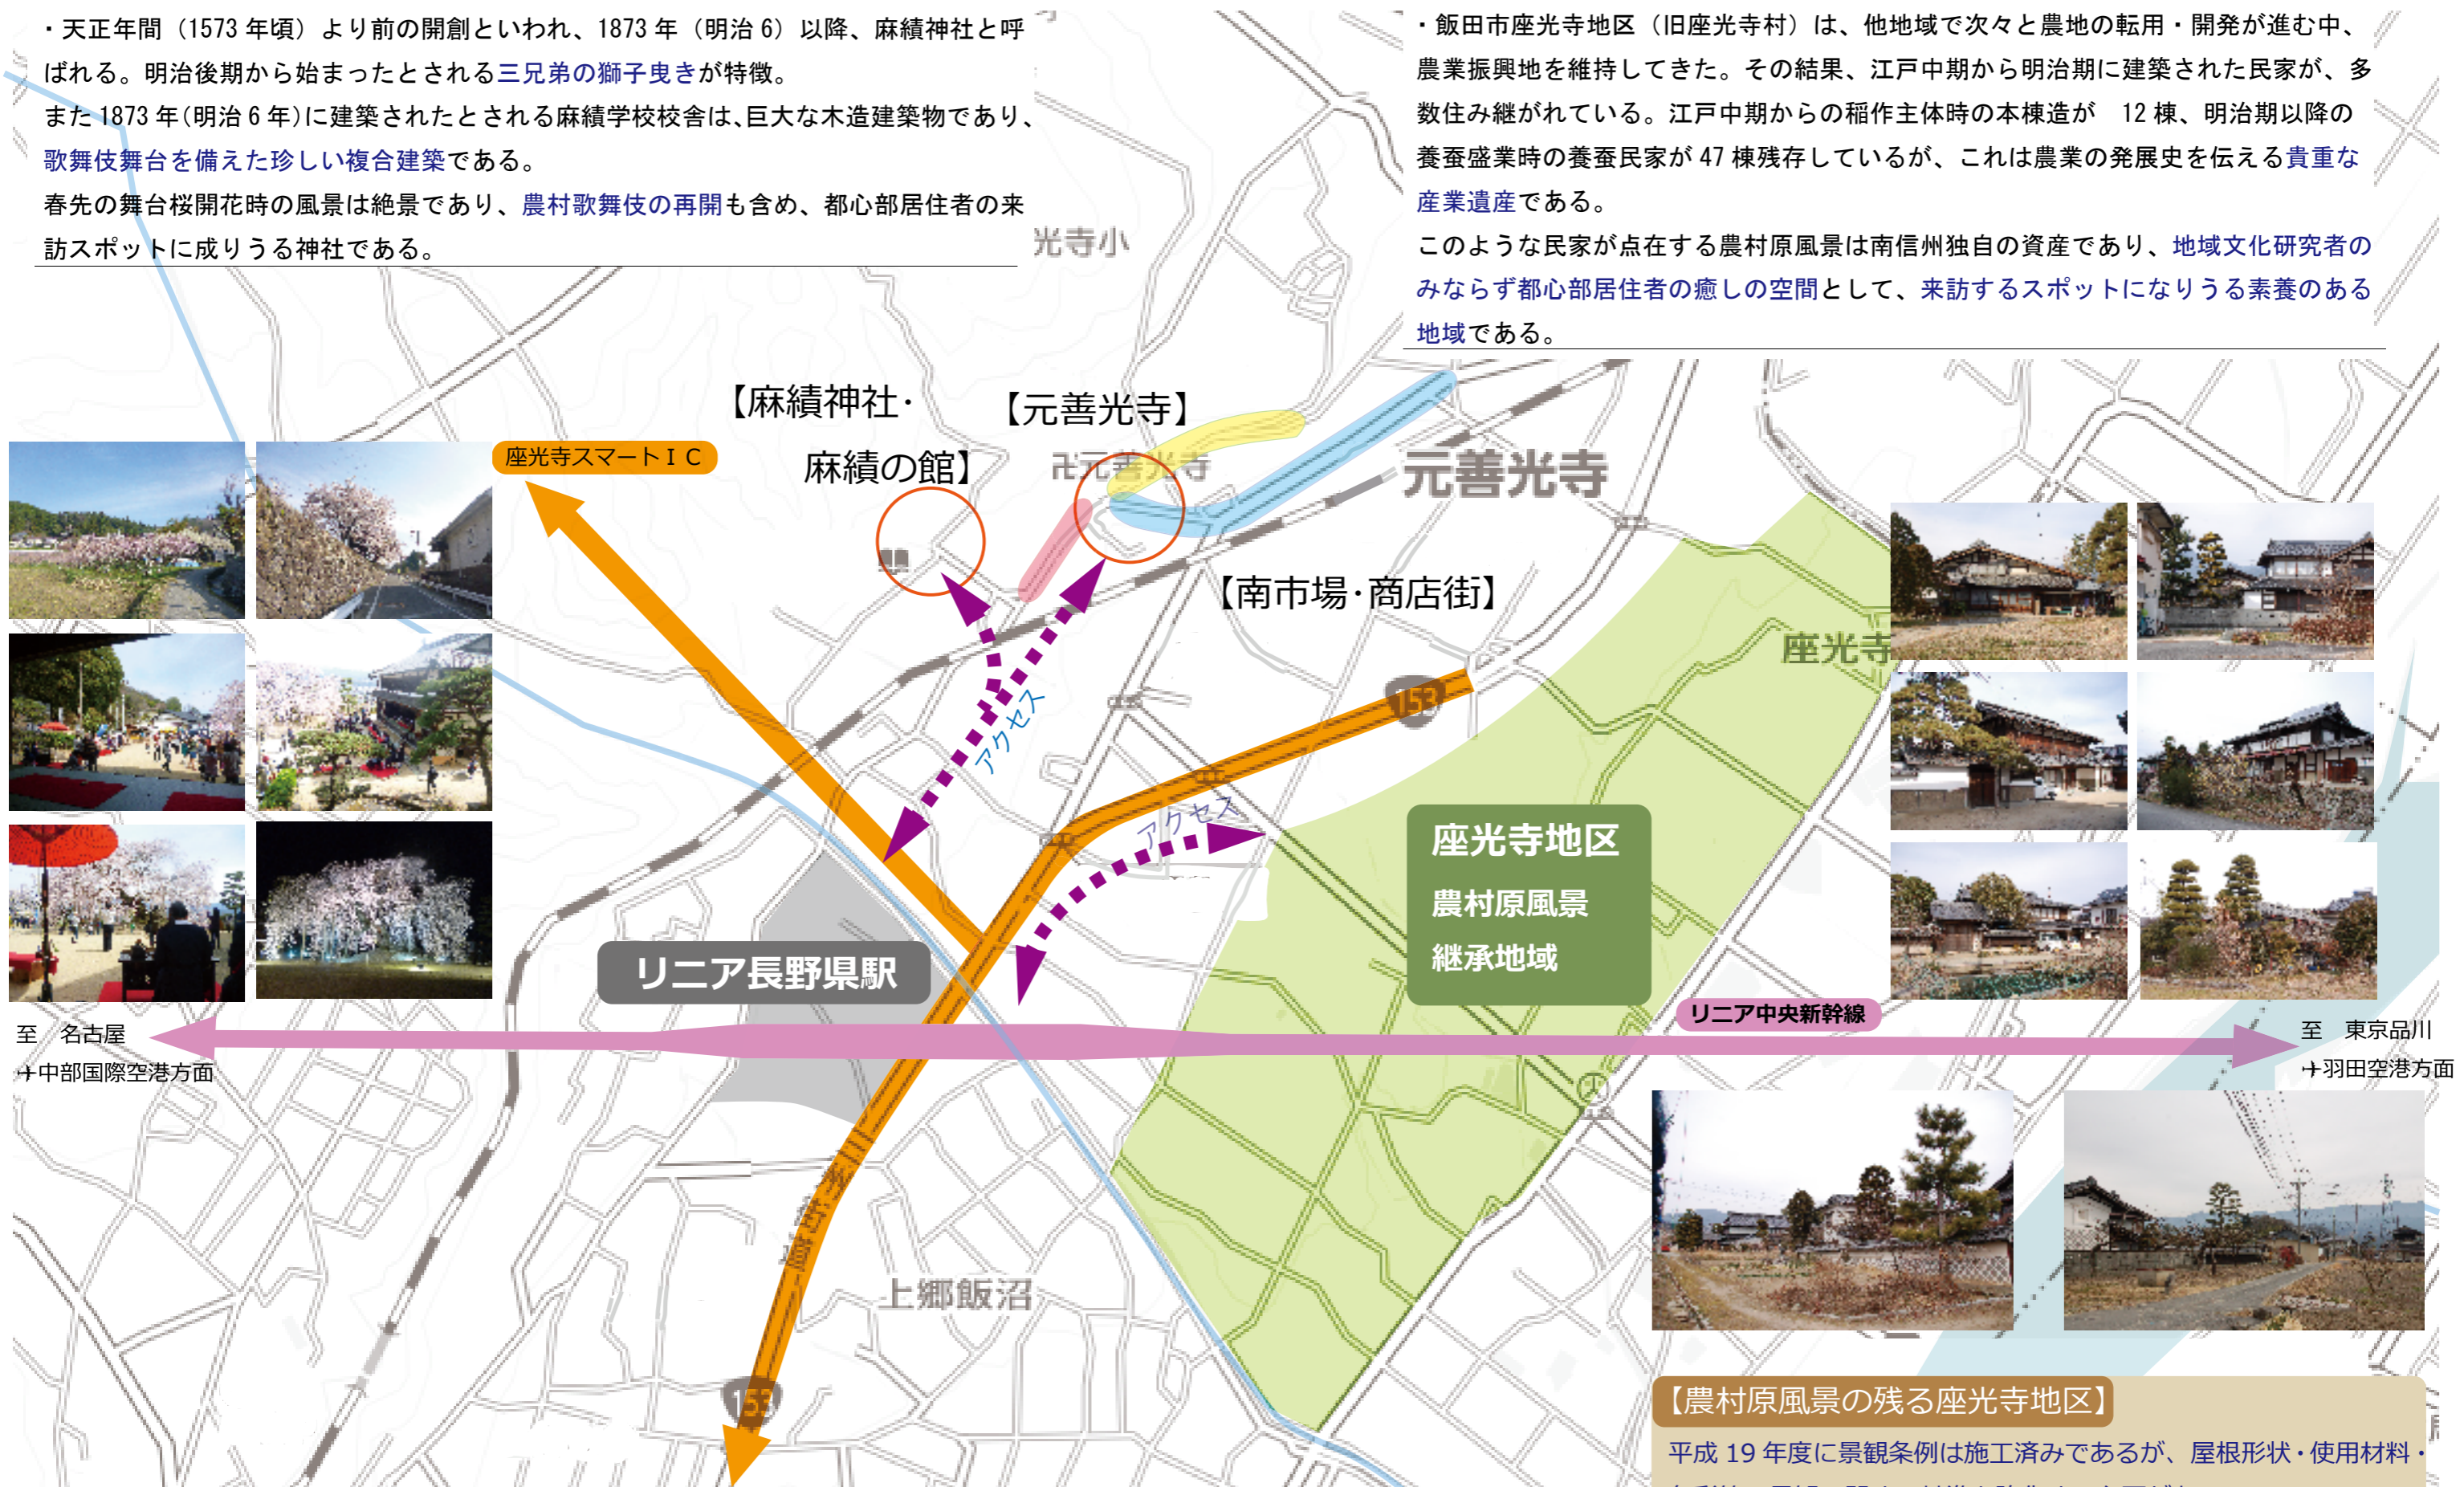 ・天正年間（1573 年頃）より前の開創といわれ、1873 年（明治 6）以降、麻績神社と呼
ばれる。明治後期から始まったとされる三兄弟の獅子曳きが特徴。
また 1873 年(明治 6 年)に建築されたとされる麻績学校校舎は、巨大な木造建築物であり、
歌舞伎舞台を備えた珍しい複合建築である。
春先の舞台桜開花時の風景は絶景であり、農村歌舞伎の再開も含め、都心部居住者の来
訪スポットに成りうる神社である。
・飯田市座光寺地区（旧座光寺村）は、他地域で次々と農地の転用・開発が進む中、
農業振興地を維持してきた。その結果、江戸中期から明治期に建築された民家が、多
数住み継がれている。江戸中期からの稲作主体時の本棟造が　12 棟、明治期以降の
養蚕盛業時の養蚕民家が 47 棟残存しているが、これは農業の発展史を伝える貴重な
産業遺産である。
このような民家が点在する農村原風景は南信州独自の資産であり、地域文化研究者の
みならず都心部居住者の癒しの空間として、来訪するスポットになりうる素養のある
地域である。
光寺小
【麻績神社・
麻績の館】
【元善光寺】
卍元善光寺
元善光寺
座光寺スマートＩＣ
【南市場・商店街】
座光寺
153
アクセス
アクセス
座光寺地区
農村原風景
継承地域
リニア長野県駅
リニア中央新幹線
至　名古屋
✈中部国際空港方面
至　東京品川
✈羽田空港方面
上郷飯沼
153
【農村原風景の残る座光寺地区】
平成 19 年度に景観条例は施工済みであるが、屋根形状・使用材料・